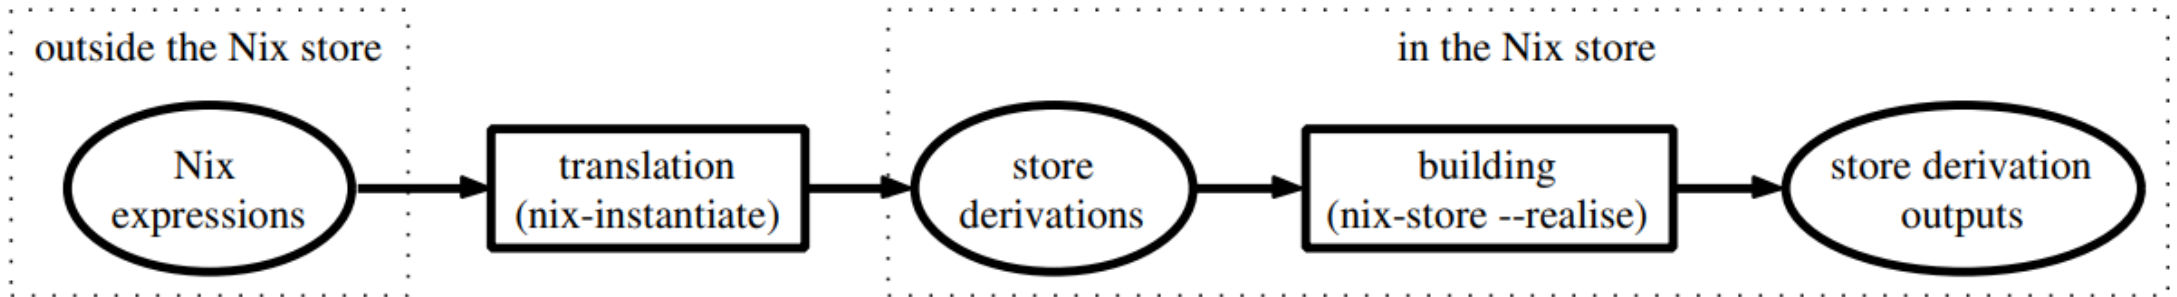 outside the Nix store
in the Nix store
Nix
expressions
translation
(nix-instantiate)
store
derivations
building
(nix-store --realise)
store derivation
outputs